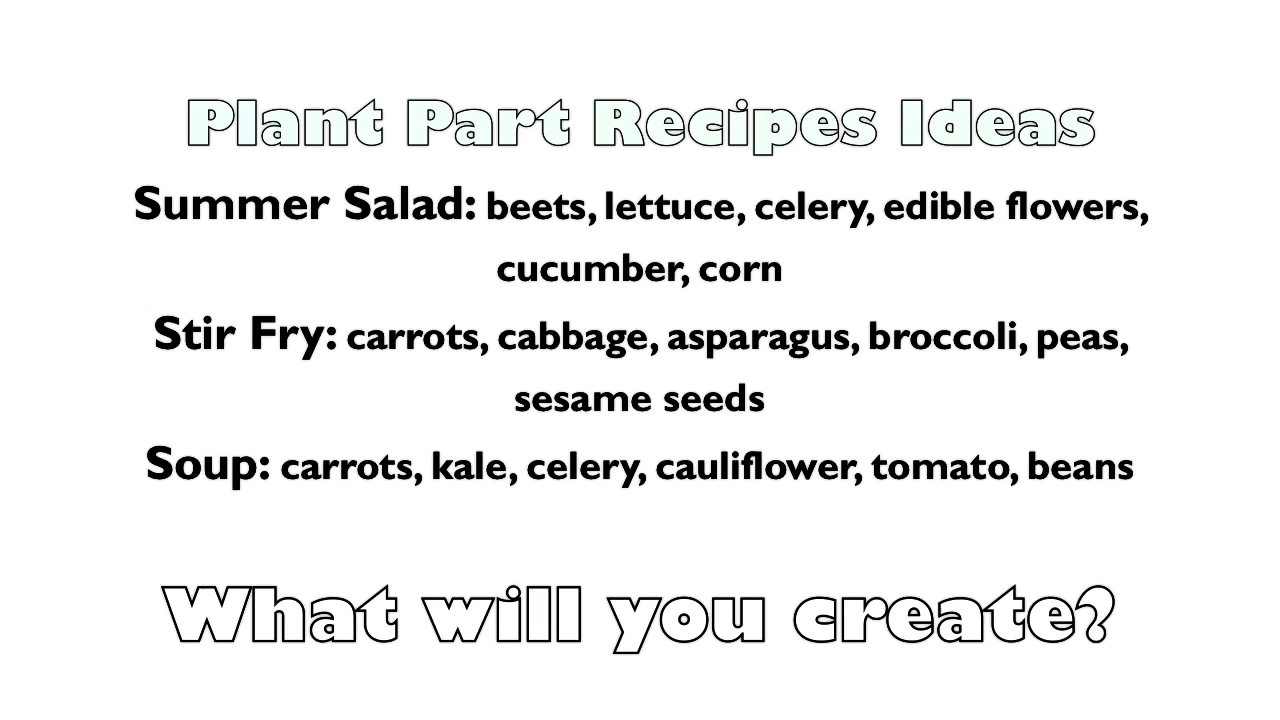 Plant Part Recipes Ideas
Summer Salad: beets, lettuce, celery, edible flowers,
cucumber, corn
Stir Fry: carrots, cabbage, asparagus, broccoli, peas,
sesame seeds
Soup: carrots, kale, celery, cauliflower, tomato, beans
What will you create?